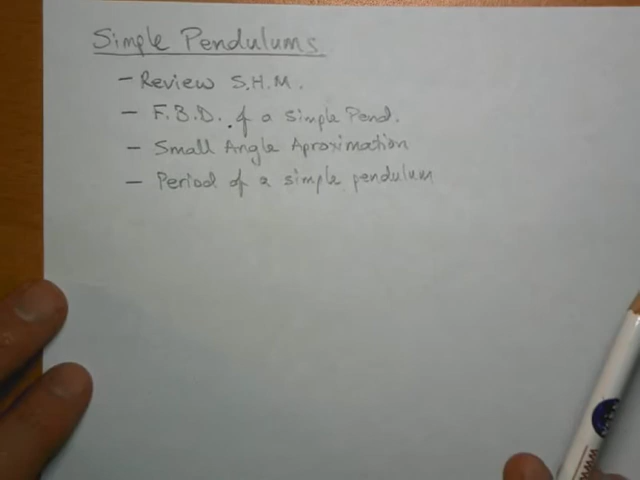 Simple Pendulums
- Review S.H.M.
- F.B.D. of a Simple Pend.
- Small Angle Aproximation
- Period of a simple pendulum